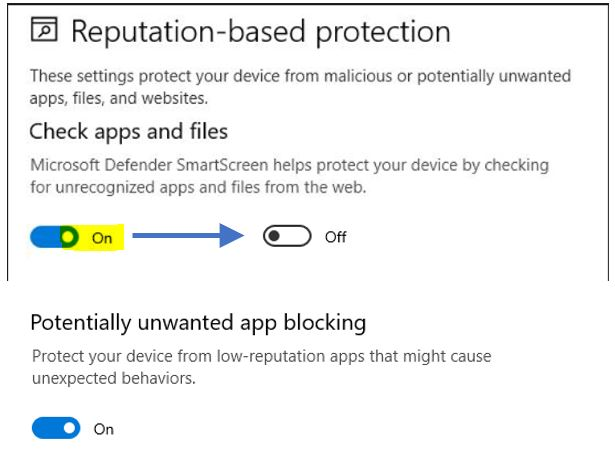 Reputation-based protection
These settings protect your device from malicious or potentially unwanted
apps, files, and websites.
Check apps and files
Microsoft Defender SmartScreen helps protect your device by checking
for unrecognized apps and files from the web.
On Off
Potentially unwanted app blocking
Protect your device from low-reputation apps that might cause
unexpected behaviors.
On